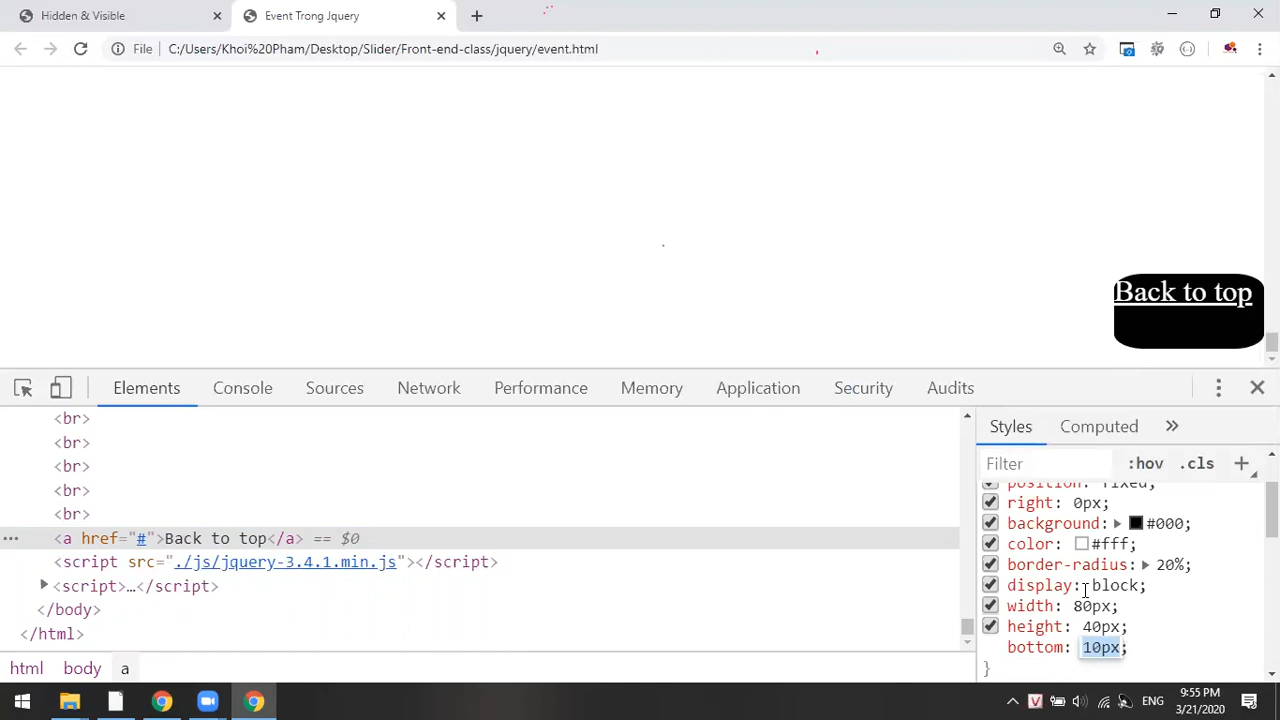 Hidden & Visible
Event Trong Jquery
File
C:/Users/Khoi%20Pham/Desktop/Slider/Front-end-class/jquery/event.html
Back to top
Elements
Console
Sources
Network
Performance
Memory
Application
Security
Audits
<br>
<br>
<br>
<br>
<br>
<a href="#">Back to top</a> == $0
<script src="./js/jquery-3.4.1.min.js"></script>
<script>…</script>
</body>
</html>
html
body
a
Styles
Computed
Filter
:hov
.cls
position: fixed;
right: 0px;
background: #000;
color: #fff;
border-radius: 20%;
display: block;
width: 80px;
height: 40px;
bottom: 10px;
}
ENG
9:55 PM
3/21/2020